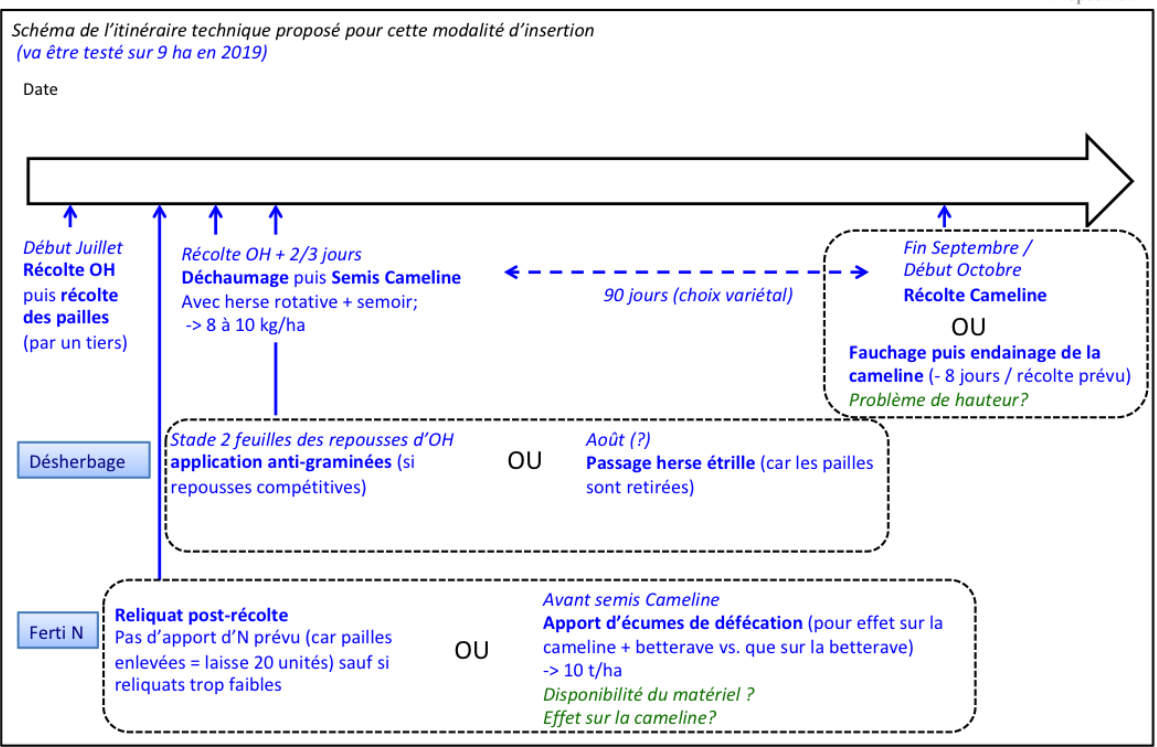 Schéma de l'itinéraire technique proposé pour cette modalité d'insertion
(va être testé sur 9 ha en 2019)
Date
Début Juillet
Récolte OH
puis récolte
des pailles
(par un tiers)
Récolte OH + 2/3 jours
Déchaumage puis Semis Cameline
Avec herse rotative + semoir;
-> 8 à 10 kg/ha
90 jours (choix variétal)
Fin Septembre /
Début Octobre
Récolte Cameline
OU
Fauchage puis endainage de la
cameline (- 8 jours / récolte prévu)
Problème de hauteur?
Désherbage
Stade 2 feuilles des repousses d'OH
application anti-graminées (si
repousses compétitives)
OU
Août (?)
Passage herse étrille (car les pailles
sont retirées)
Ferti N
Reliquat post-récolte
Pas d'apport d'N prévu (car pailles
enlevées = laisse 20 unités) sauf si
reliquats trop faibles
OU
Avant semis Cameline
Apport d'écumes de défécation (pour effet sur la
cameline + betterave vs. que sur la betterave)
-> 10 t/ha
Disponibilité du matériel ?
Effet sur la cameline?